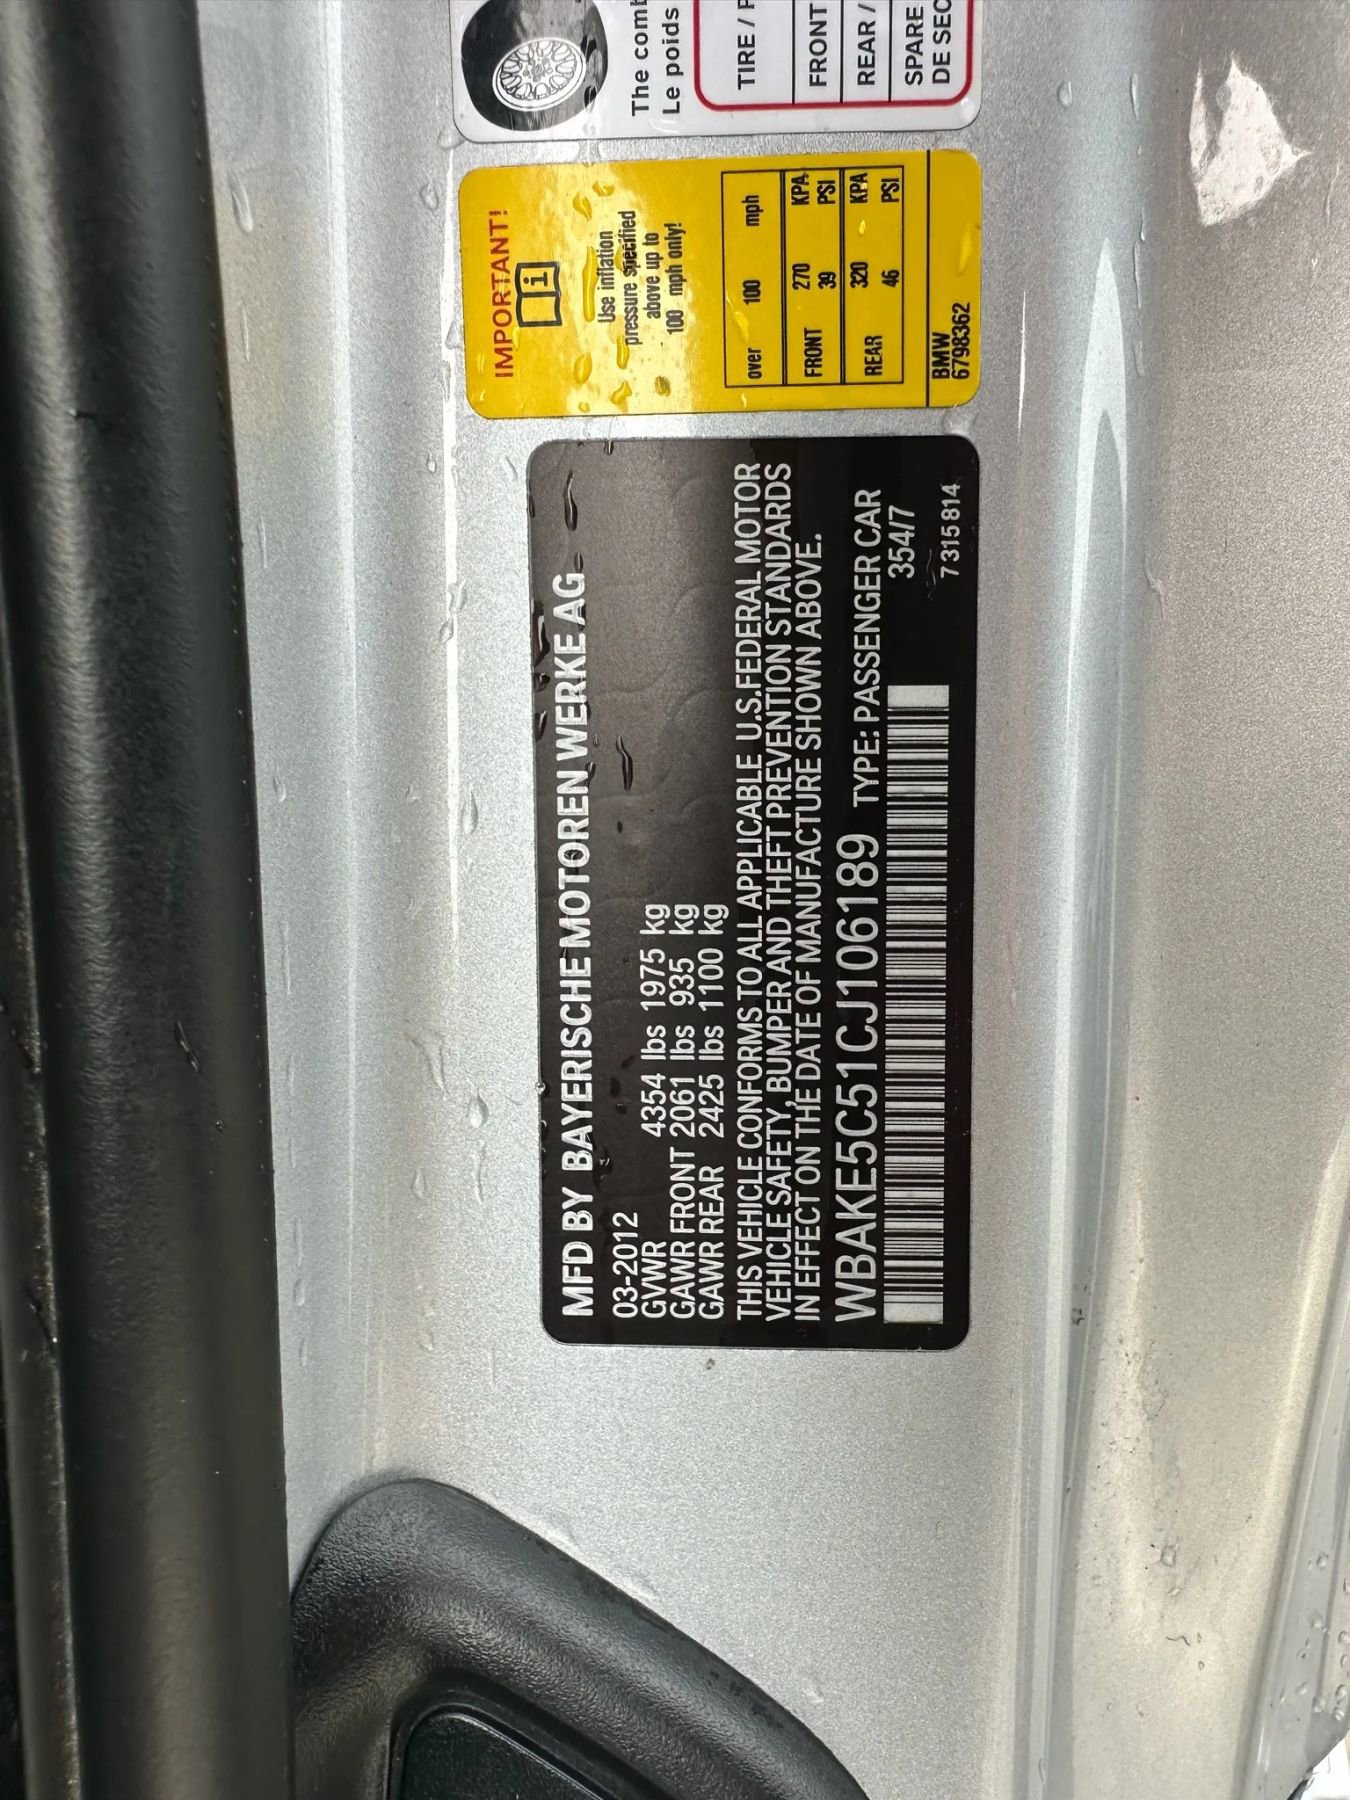 MFD BY BAYERISCHE MOTOREN WERKE AG
03-2012
GVWR 4354 lbs 1975 kg
GAWR FRONT 2061 lbs 935 kg
GAWR REAR 2425 lbs 1100 kg
THIS VEHICLE CONFORMS TO ALL APPLICABLE U.S.FEDERAL MOTOR
VEHICLE SAFETY, BUMPER AND THEFT PREVENTION STANDARDS
IN EFFECT ON THE DATE OF MANUFACTURE SHOWN ABOVE.
WBAKE5C51CJ106189 TYPE: PASSENGER CAR
354/7
7 315 814
IMPORTANT!
i
Use inflation
pressure specified
above up to
100 mph only!
over 100 mph
FRONT 270 KPA
39 PSI
REAR 320 KPA
46 PSI
BMW
6798362
The comb
Le poids
TIRE /
FRONT
REAR /
SPARE
DE SEC